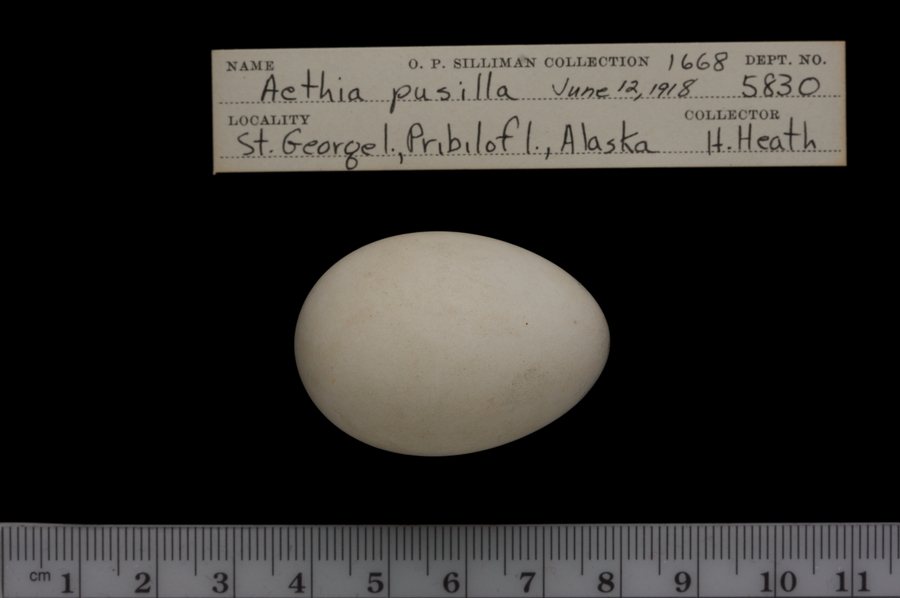 NAME O. P. SILLIMAN COLLECTION 1668 DEPT. NO.
Aethia pusilla June 12, 1918 5830
LOCALITY COLLECTOR
St. George I., Pribilof I., Alaska H. Heath
cm 1 2 3 4 5 6 7 8 9 10 11